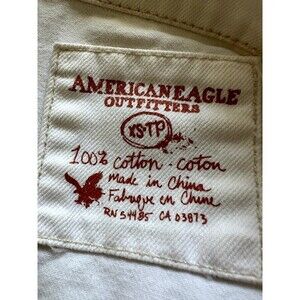 AMERICAN EAGLE
OUTFITTERS
XS-TP
100% cotton · coton
made in China
Fabriqué en Chine
RN 54485 CA 03873